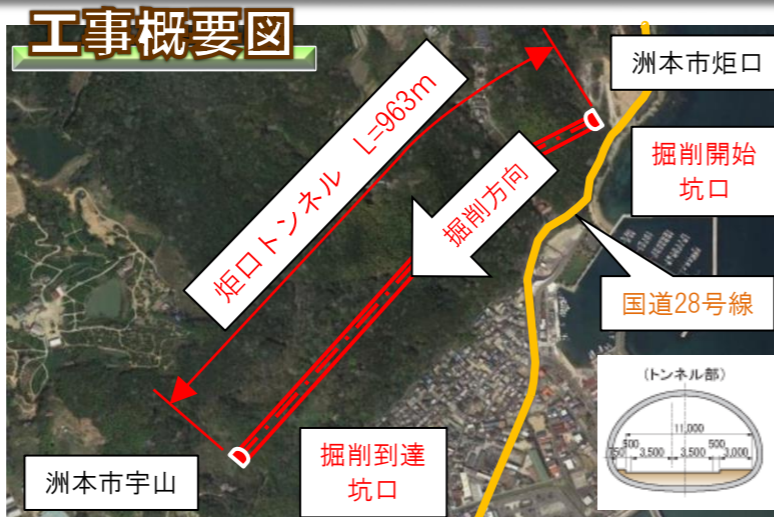 工事概要図
洲本市炬口
掘削開始
坑口
炬口トンネル L=963m
掘削方向
国道28号線
(トンネル部)
11,000
500
500
750
3,500
3,500
3,000
掘削到達
坑口
洲本市宇山